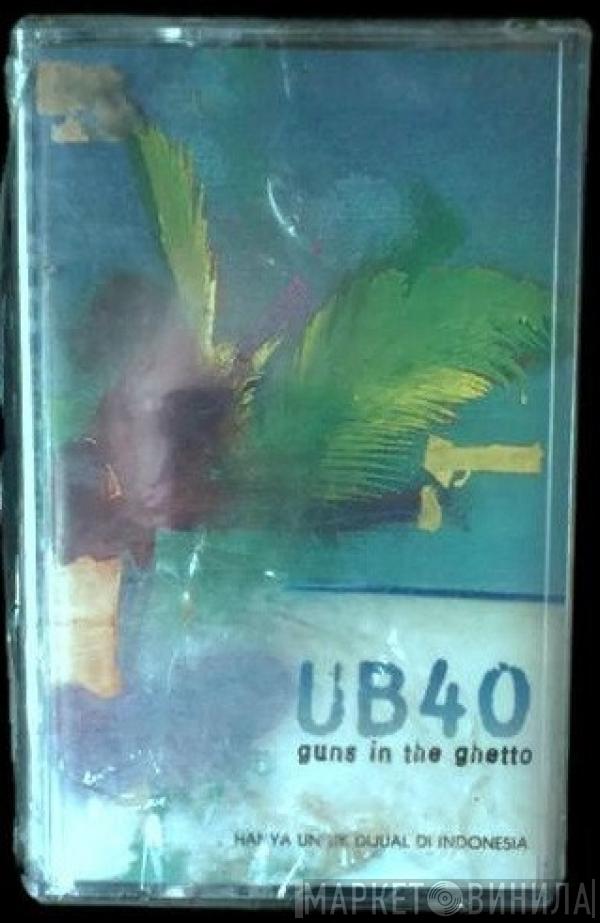 UB40
guns in the ghetto
HANYA UNTUK DIJUAL DI INDONESIA
МАРКЕТ ВИНИЛА